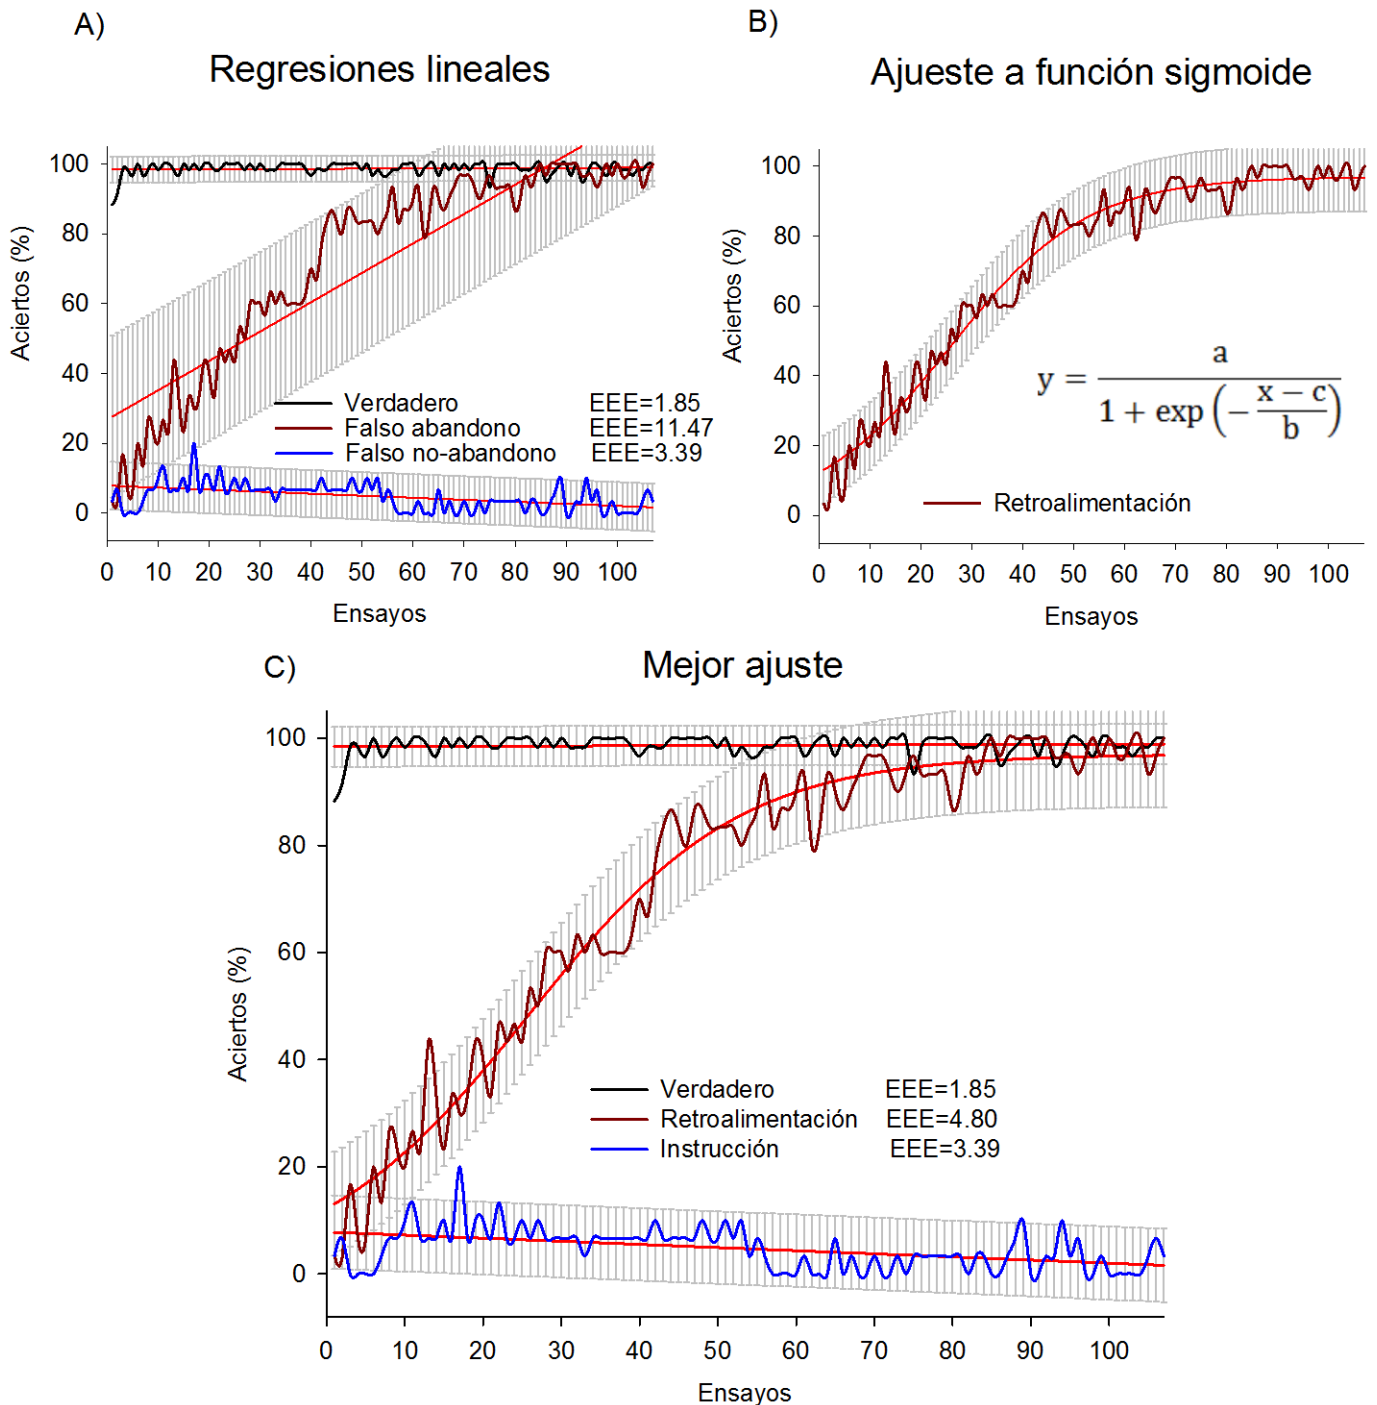 A)
Regresiones lineales
Aciertos (%)
100
80
60
40
20
0
Verdadero EEE=1.85
Falso abandono EEE=11.47
Falso no-abandono EEE=3.39
0 10 20 30 40 50 60 70 80 90 100
Ensayos
B)
Ajueste a función sigmoide
Aciertos (%)
100
80
60
40
20
0
y = a / (1 + exp (− (x − c) / b))
Retroalimentación
0 10 20 30 40 50 60 70 80 90 100
Ensayos
C)
Mejor ajuste
Aciertos (%)
100
80
60
40
20
0
Verdadero EEE=1.85
Retroalimentación EEE=4.80
Instrucción EEE=3.39
0 10 20 30 40 50 60 70 80 90 100
Ensayos